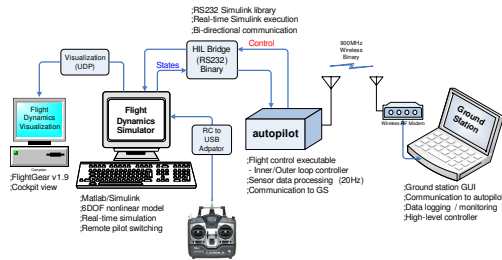 ;RS232 Simulink library
;Real-time Simulink execution
;Bi-directional communication
Visualization
(UDP)
States
HIL Bridge
(RS232)
Binary
Control
900MHz
Wireless
Binary
Flight
Dynamics
Visualization
Computer
;FlightGear v1.9
;Cockpit view
Flight
Dynamics
Simulator
;Matlab/Simulink
;6DOF nonlinear model
;Real-time simulation
;Remote pilot switching
RC to
USB
Adpator
autopilot
;Flight control executable
- Inner/Outer loop controller
;Sensor data processing (20Hz)
;Communication to GS
Wireless RF Modem
Ground
Station
;Ground station GUI
;Communication to autopilot
;Data logging / monitoring
;High-level controller